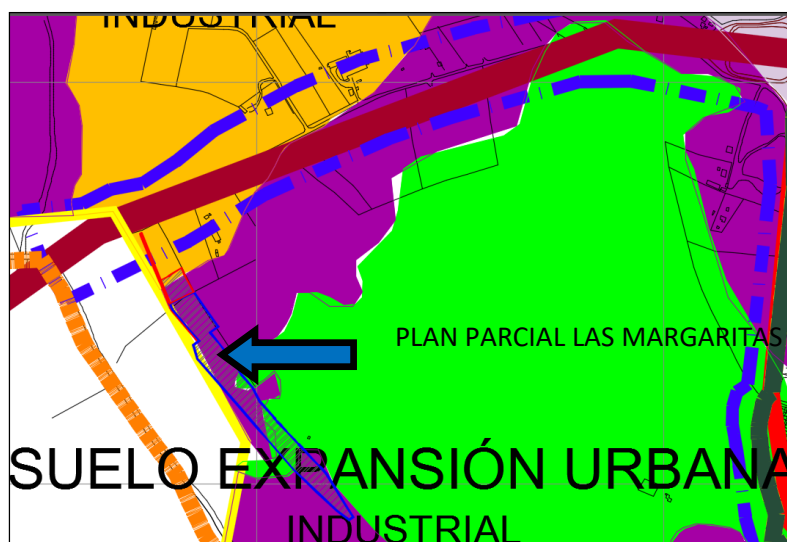 INDUSTRIAL
PLAN PARCIAL LAS MARGARITAS
SUELO EXPANSIÓN URBANA
INDUSTRIAL